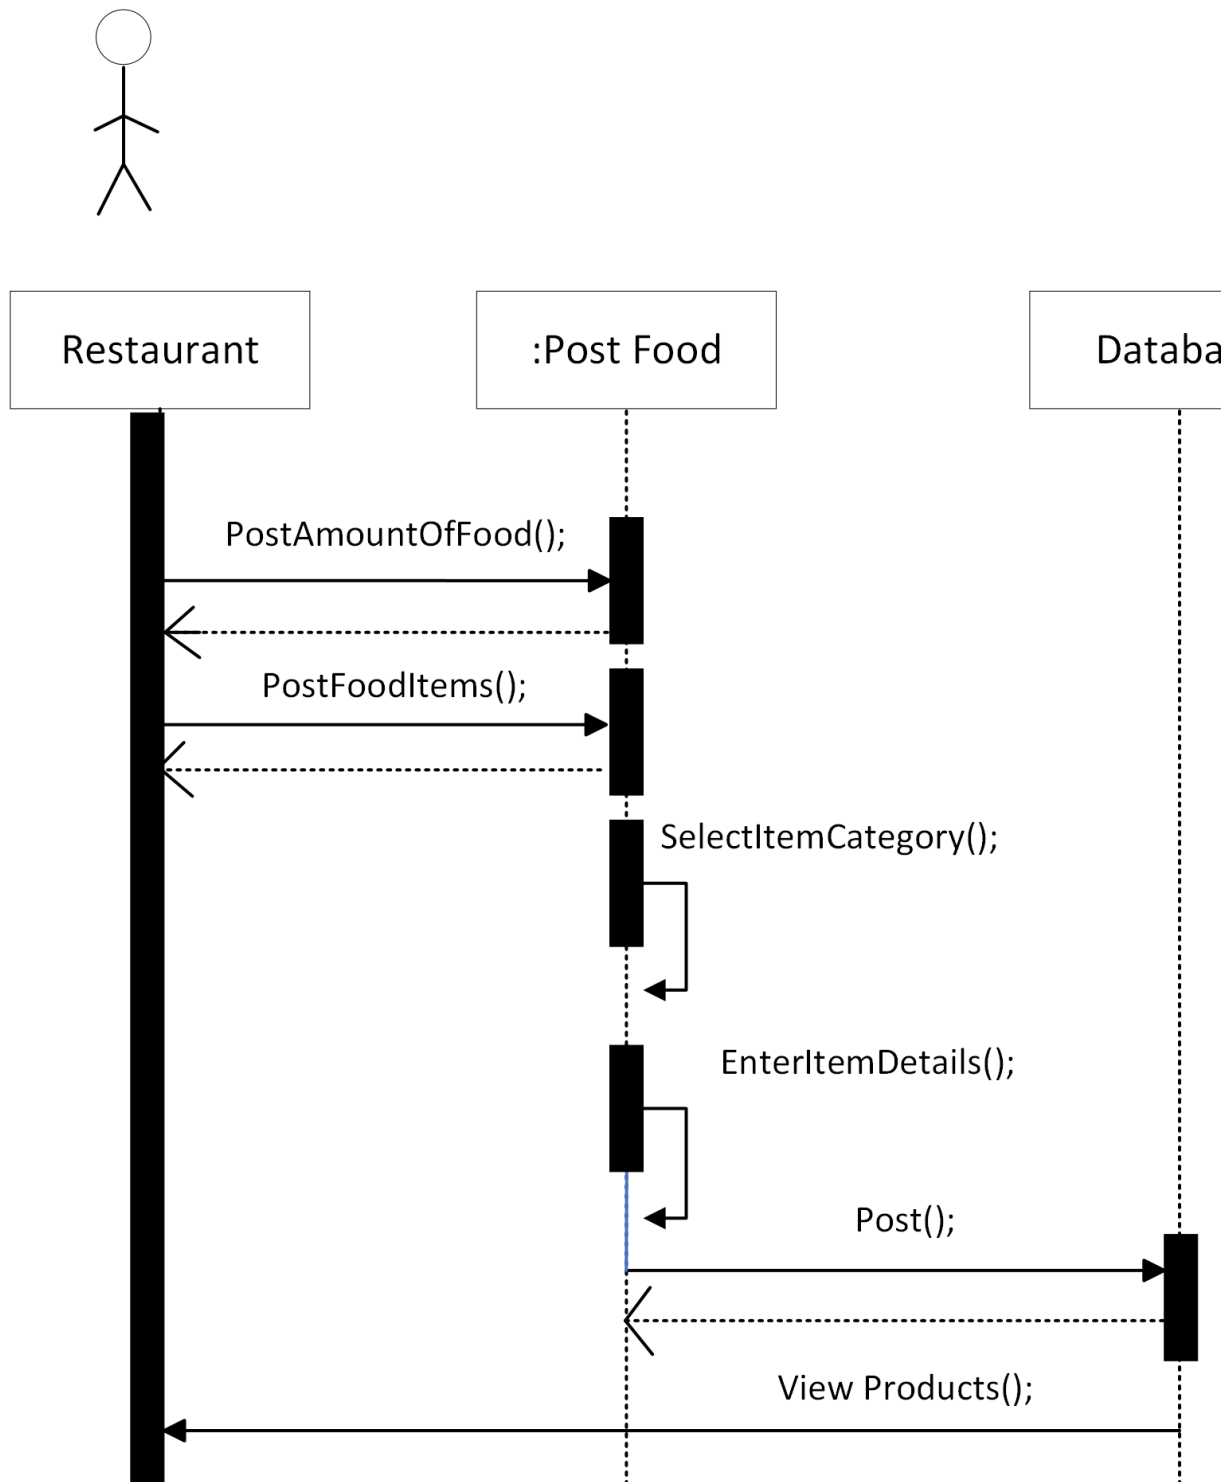 Restaurant
:Post Food
Databa
PostAmountOfFood();
PostFoodItems();
SelectItemCategory();
EnterItemDetails();
Post();
View Products();